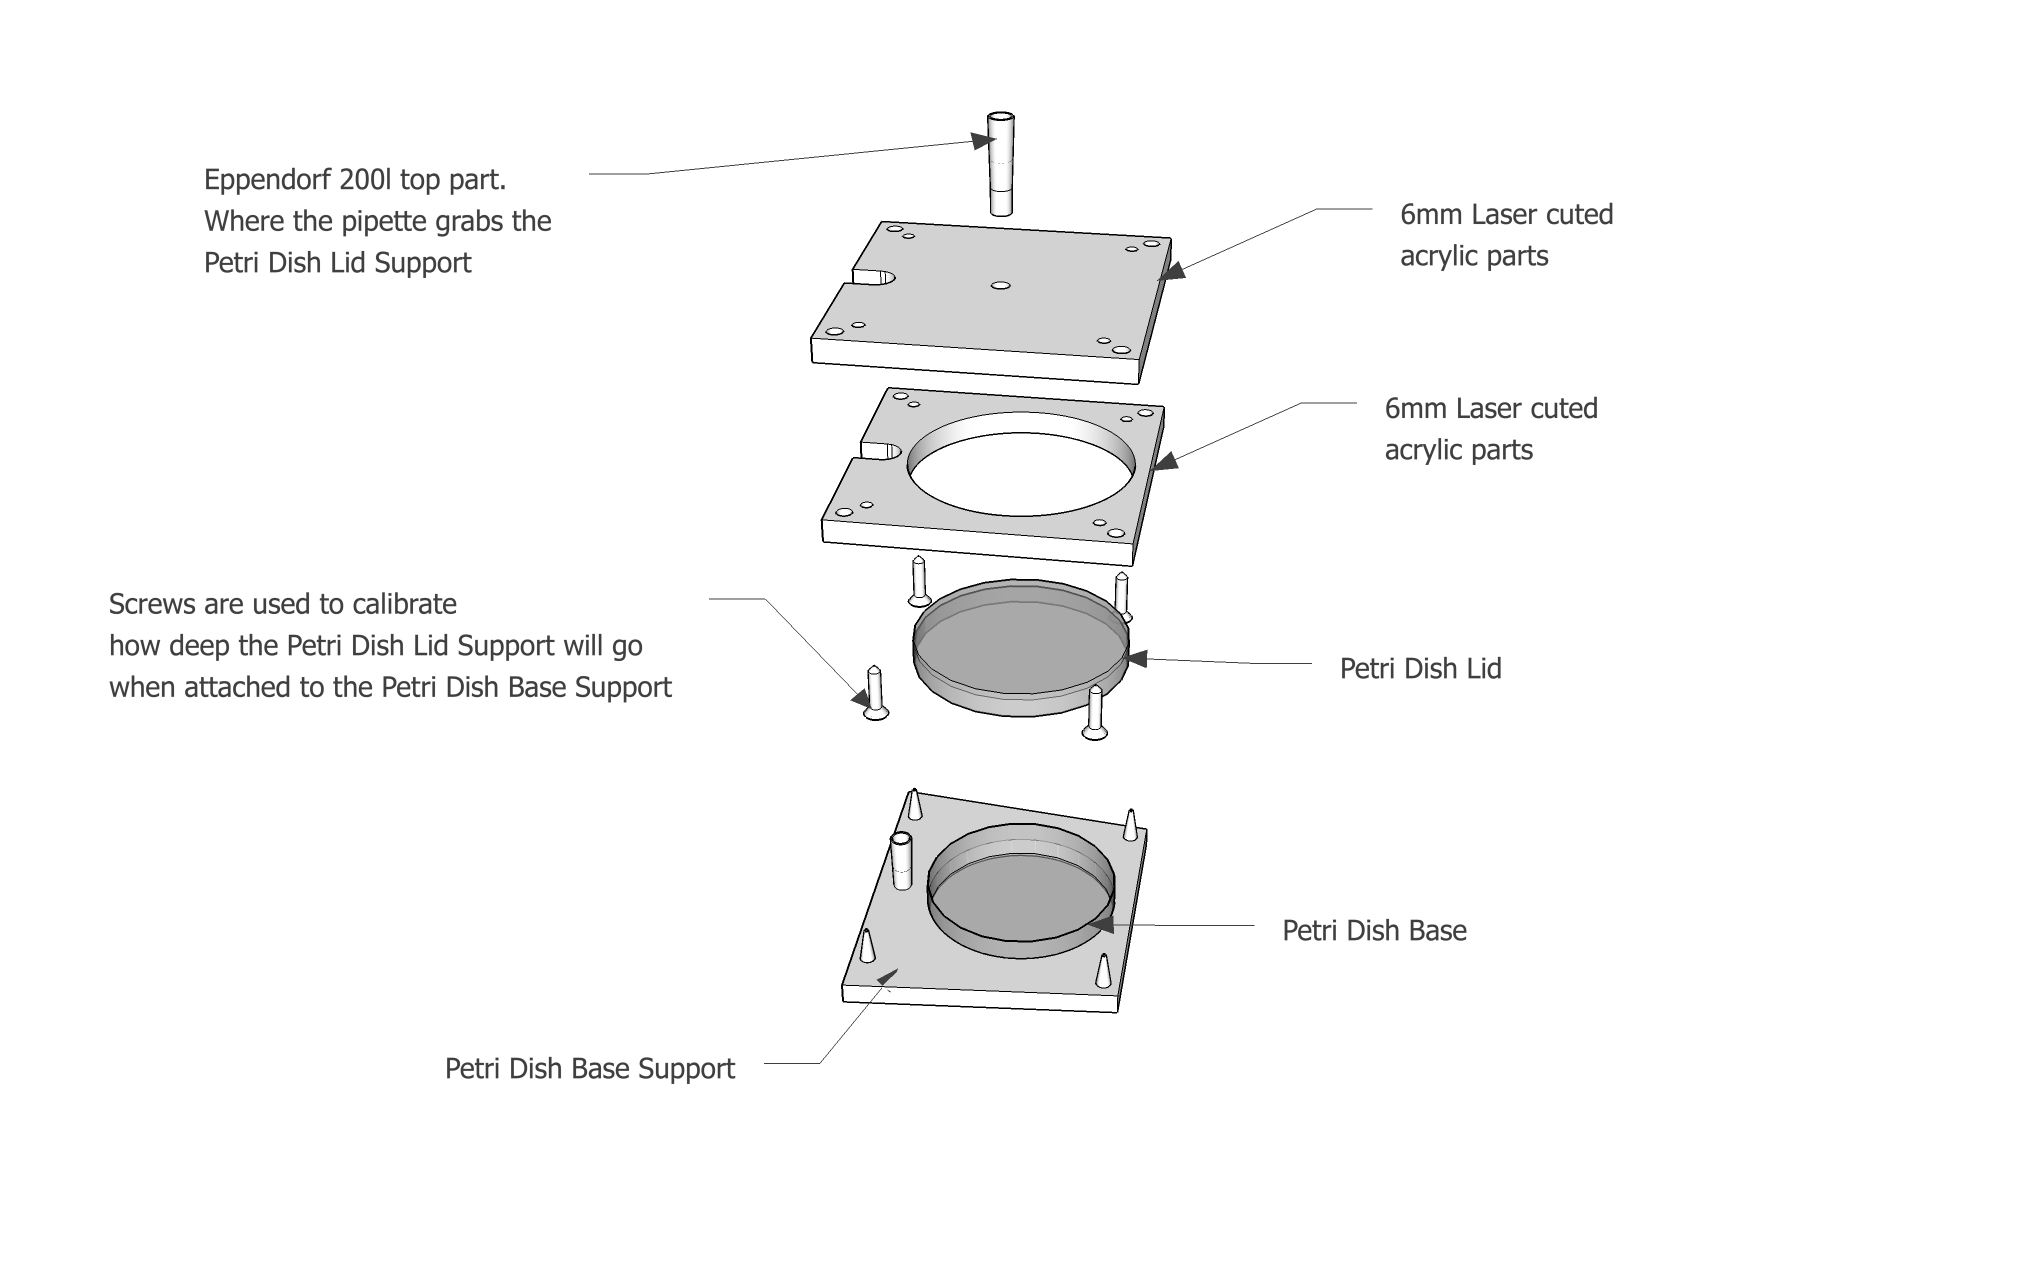 Eppendorf 200l top part.
Where the pipette grabs the
Petri Dish Lid Support
6mm Laser cuted
acrylic parts
6mm Laser cuted
acrylic parts
Screws are used to calibrate
how deep the Petri Dish Lid Support will go
when attached to the Petri Dish Base Support
Petri Dish Lid
Petri Dish Base
Petri Dish Base Support